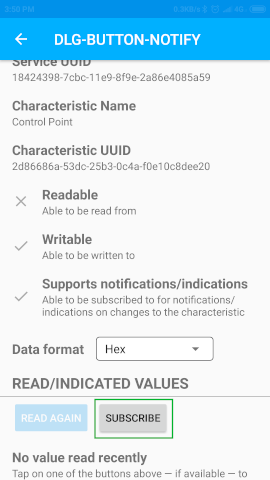 3:50 PM 0.3KB/s 4G
DLG-BUTTON-NOTIFY
Service UUID
18424398-7cbc-11e9-8f9e-2a86e4085a59
Characteristic Name
Control Point
Characteristic UUID
2d86686a-53dc-25b3-0c4a-f0e10c8dee20
Readable
Able to be read from
Writable
Able to be written to
Supports notifications/indications
Able to be subscribed to for notifications/
indications on changes to the characteristic
Data format Hex
READ/INDICATED VALUES
READ AGAIN SUBSCRIBE
No value read recently
Tap on one of the buttons above — if available — to